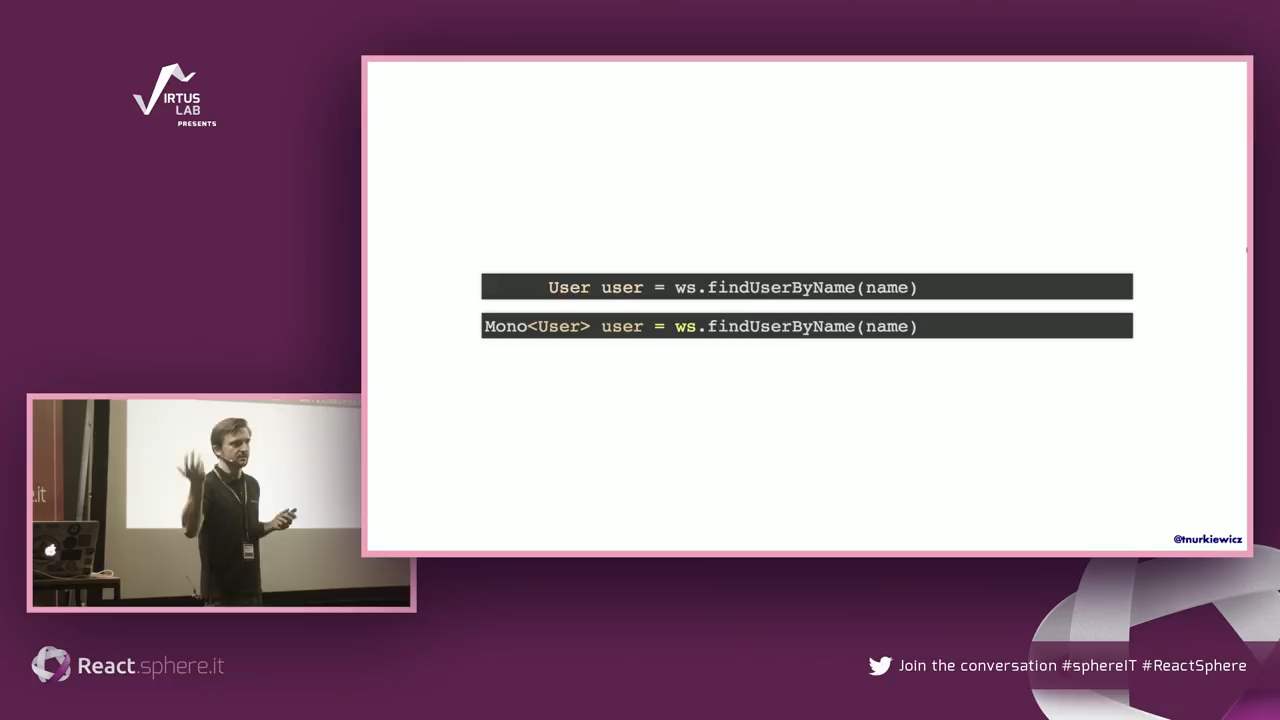 VIRTUS
LAB
PRESENTS
User user = ws.findUserByName(name)
Mono<User> user = ws.findUserByName(name)
@tnurkiewicz
.it
React.sphere.it
Join the conversation #sphereIT #ReactSphere